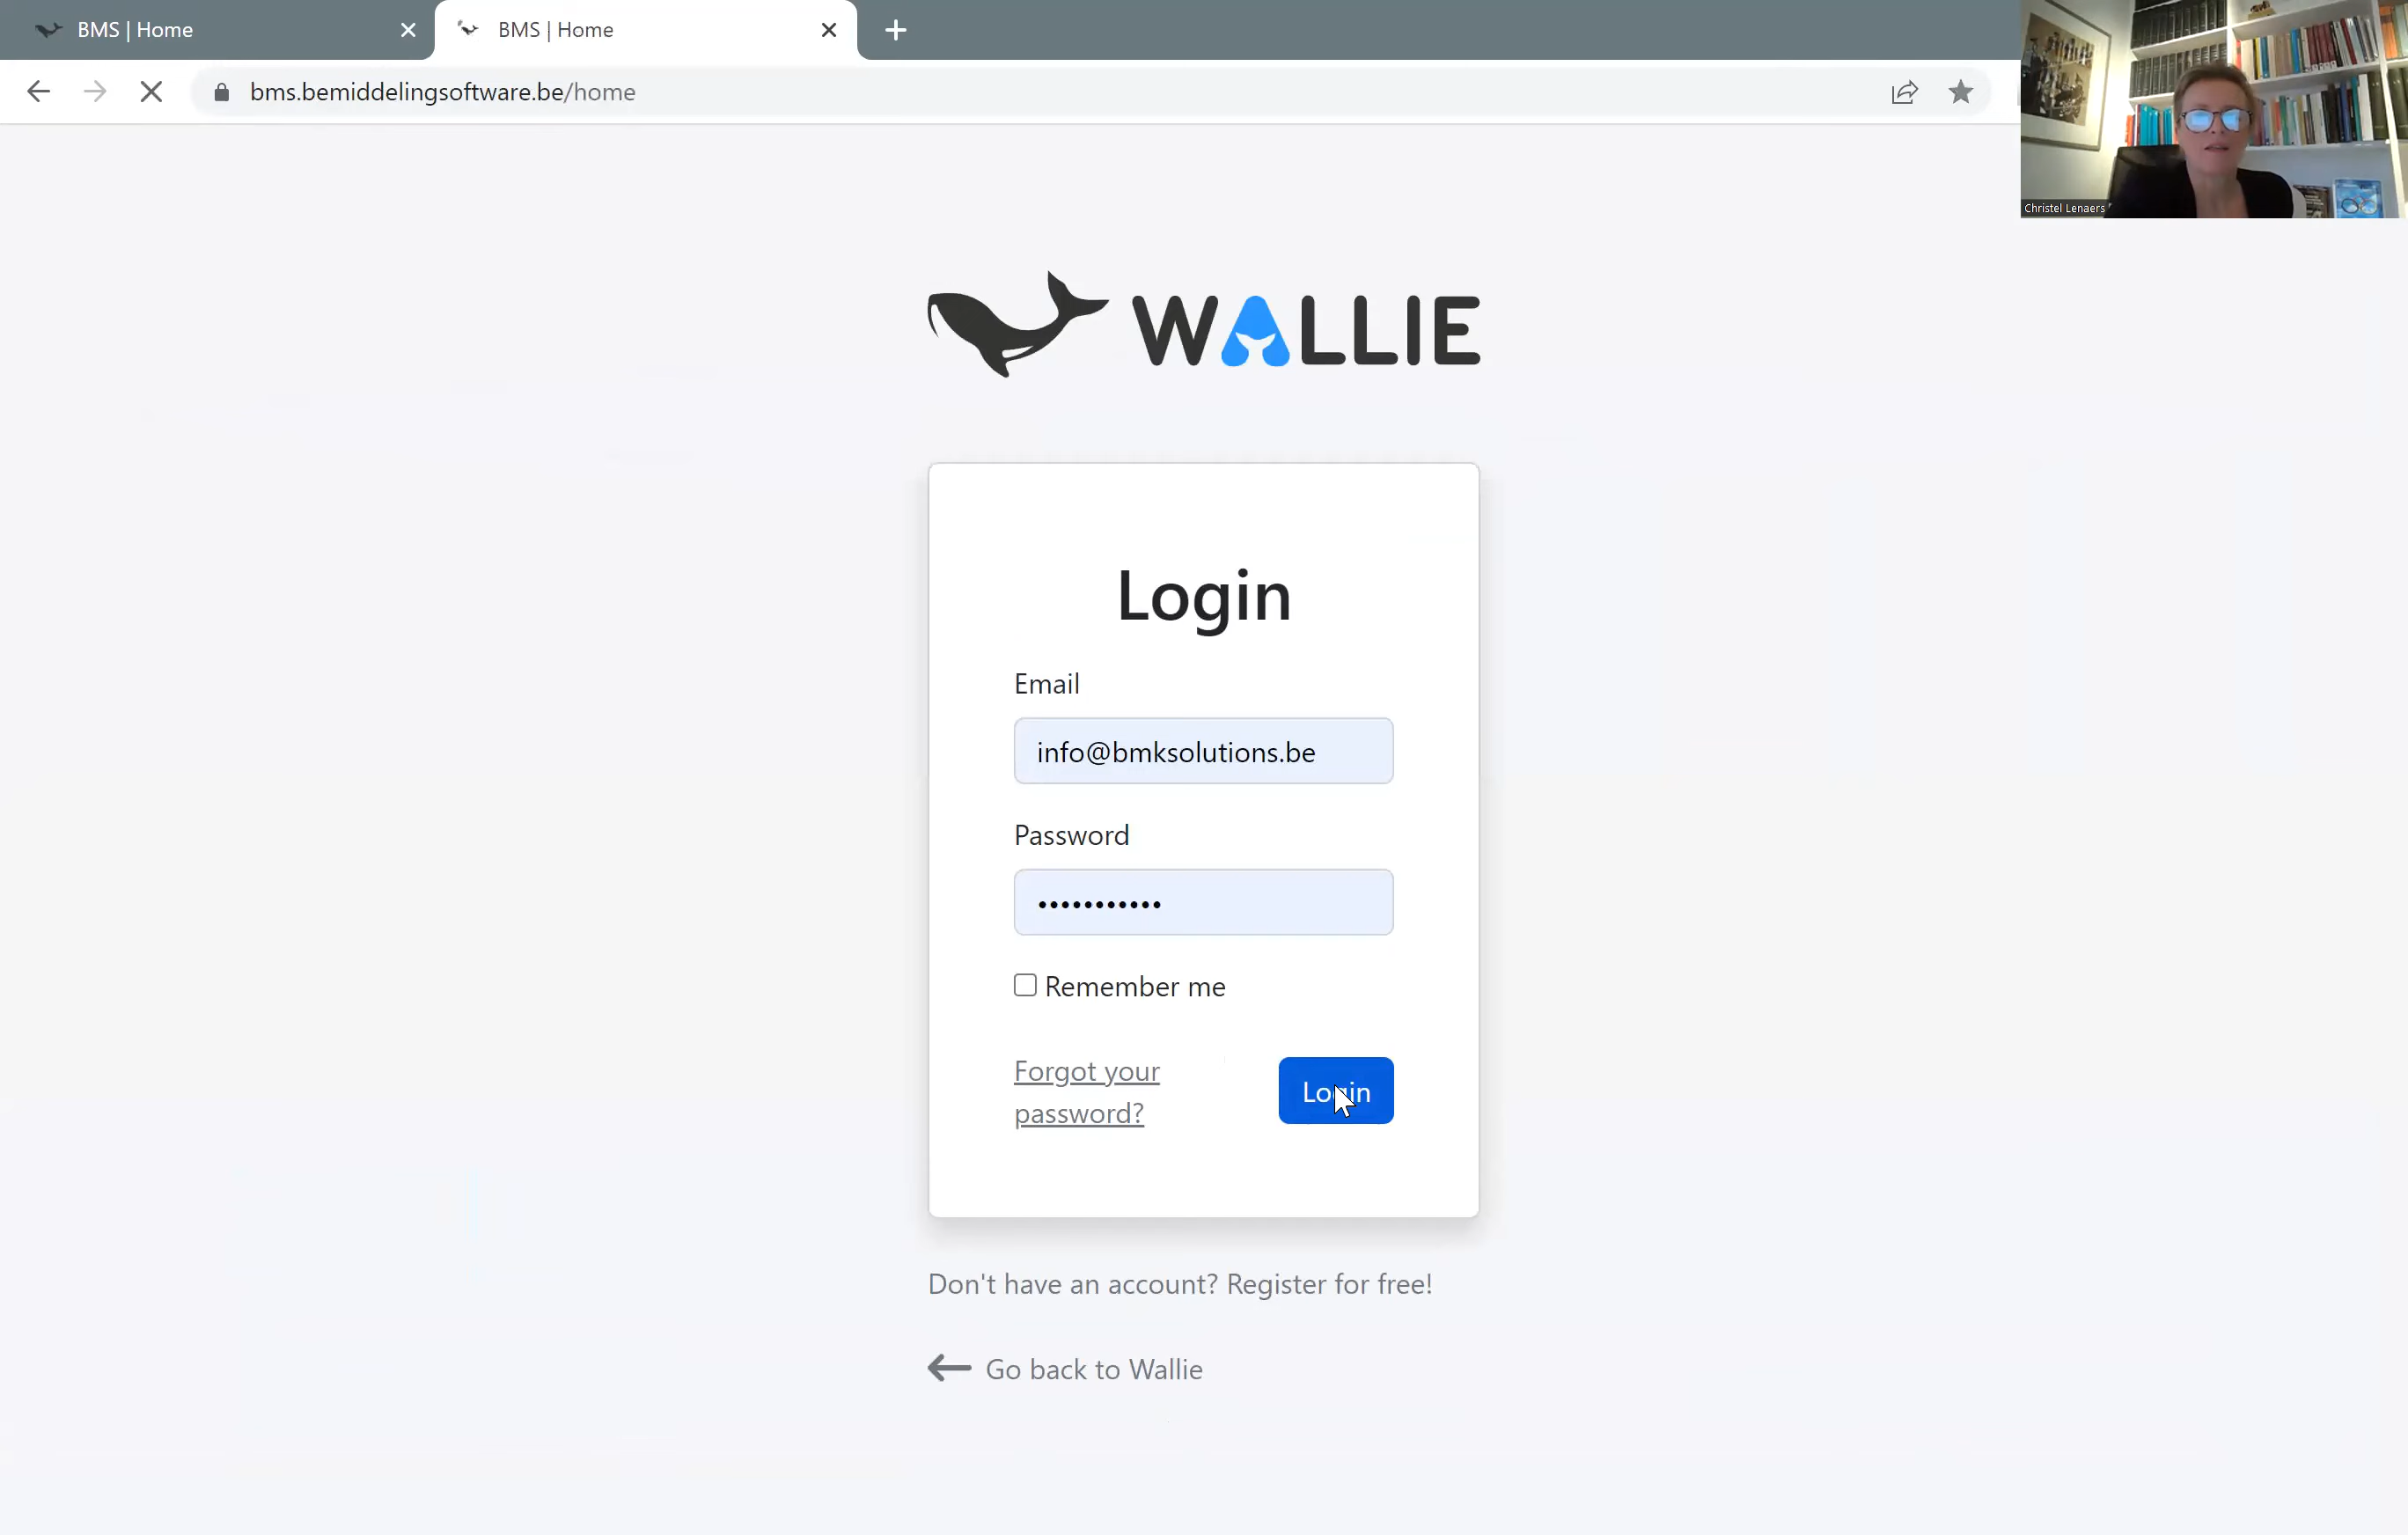 BMS | Home
BMS | Home
bms.bemiddelingsoftware.be/home
Christel Lenaers
WALLIE
Login
Email
info@bmksolutions.be
Password
•••••••••••
Remember me
Forgot your
password?
Login
Don't have an account? Register for free!
Go back to Wallie